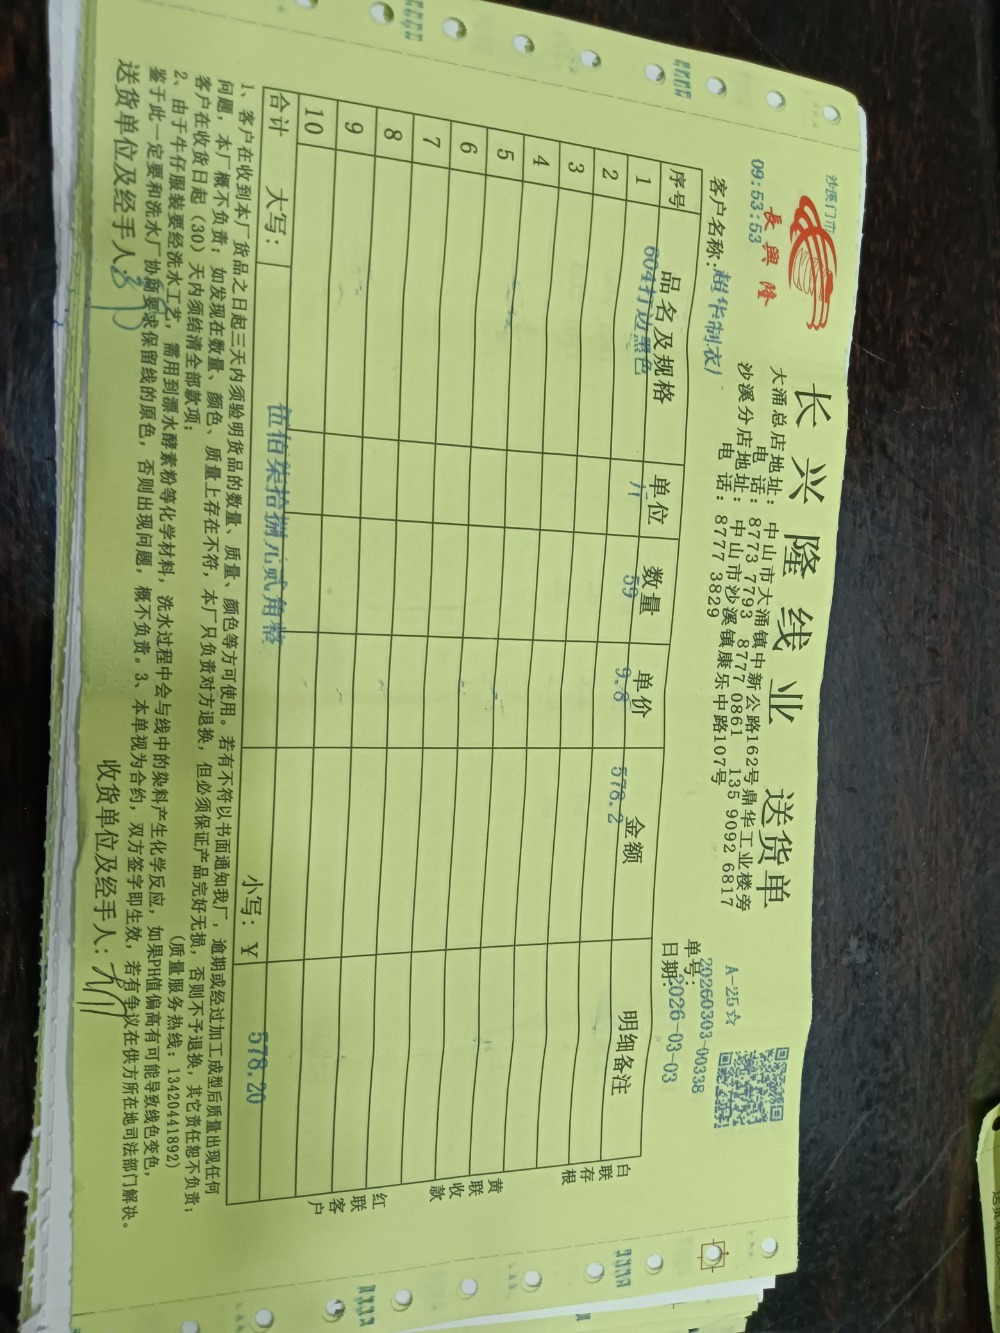 沙溪门市
09:53:53
長興隆
长兴隆线业 送货单
大涌总店地址：中山市大涌镇中新公路162号鼎华工业楼旁
电话：8773 7793 8777 0861 135 9092 6817
沙溪分店地址：中山市沙溪镇康乐中路107号
电话：8777 3829
A-25☆
单号：20260303-00338
客户名称：超华制衣厂
日期：2026-03-03
序号 品名及规格 单位 数量 单价 金额 明细备注
1 604打边黑色 斤 59 9.8 578.2
2
3
4
5
6
7
8
9
10
合计 大写：伍佰柒拾捌元贰角整 小写：¥ 578.20
白联存根
黄联收款
红联客户
1、客户在收到本厂货品之日起三天内须验明货品的数量、质量、颜色等方可使用。若有不符以书面通知我厂，逾期或经过加工成型后质量出现任何
问题，本厂概不负责；如发现在数量、颜色、质量上存在不符，本厂只负责对方退换，但必须保证产品完好无损，否则不予退换，其它责任恕不负责；
客户在收货日起（30）天内须结清全部款项；
(质量服务热线：13420441892)
2、由于牛仔服装要经洗水工艺，需用到漂水酵素粉等化学材料，洗水过程中会与线中的染料产生化学反应，如果PH值偏高有可能导致线色变色，
鉴于此一定要和洗水厂协商要求保留线的原色，否则出现问题，概不负责。3、本单视为合约，双方签字即生效，若有争议在供方所在地司法部门解决。
送货单位及经手人：
收货单位及经手人：